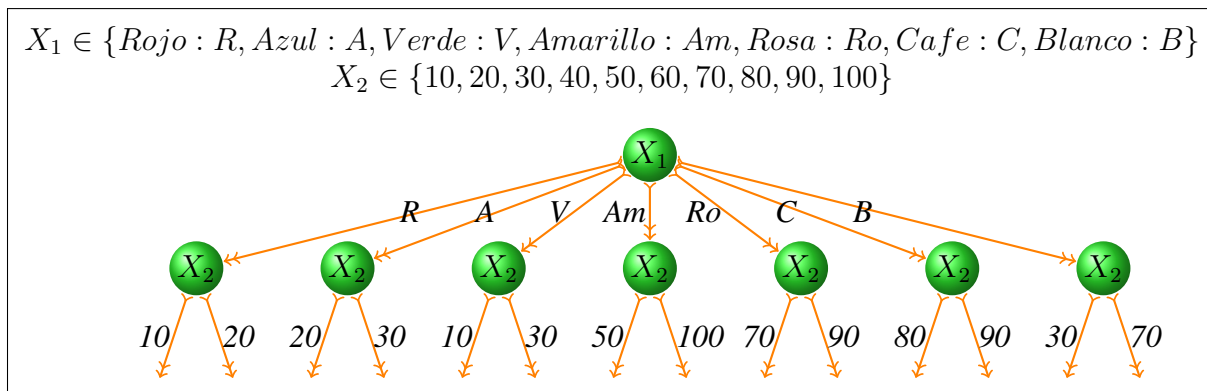 X₁ ∈ {Rojo : R, Azul : A, Verde : V, Amarillo : Am, Rosa : Ro, Cafe : C, Blanco : B}
X₂ ∈ {10, 20, 30, 40, 50, 60, 70, 80, 90, 100}
X₁
R A V Am Ro C B
X₂ X₂ X₂ X₂ X₂ X₂ X₂
10 20 20 30 10 30 50 100 70 90 80 90 30 70